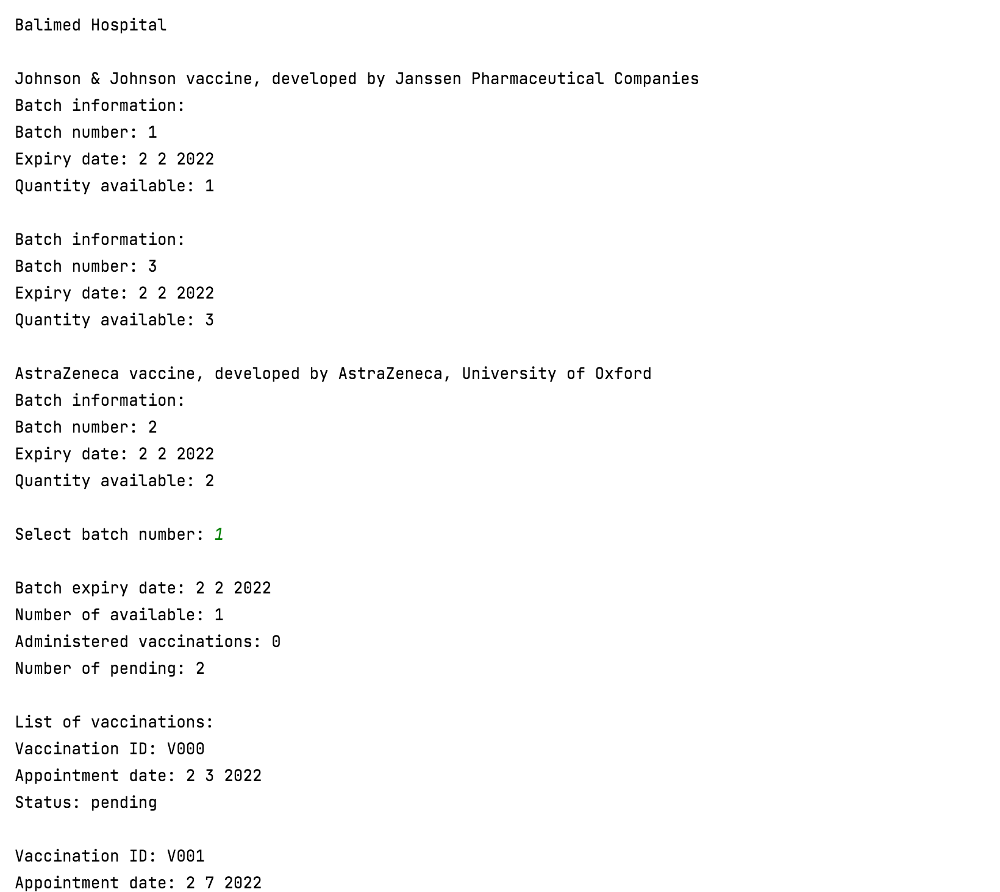 Balimed Hospital
Johnson & Johnson vaccine, developed by Janssen Pharmaceutical Companies
Batch information:
Batch number: 1
Expiry date: 2 2 2022
Quantity available: 1
Batch information:
Batch number: 3
Expiry date: 2 2 2022
Quantity available: 3
AstraZeneca vaccine, developed by AstraZeneca, University of Oxford
Batch information:
Batch number: 2
Expiry date: 2 2 2022
Quantity available: 2
Select batch number: 1
Batch expiry date: 2 2 2022
Number of available: 1
Administered vaccinations: 0
Number of pending: 2
List of vaccinations:
Vaccination ID: V000
Appointment date: 2 3 2022
Status: pending
Vaccination ID: V001
Appointment date: 2 7 2022